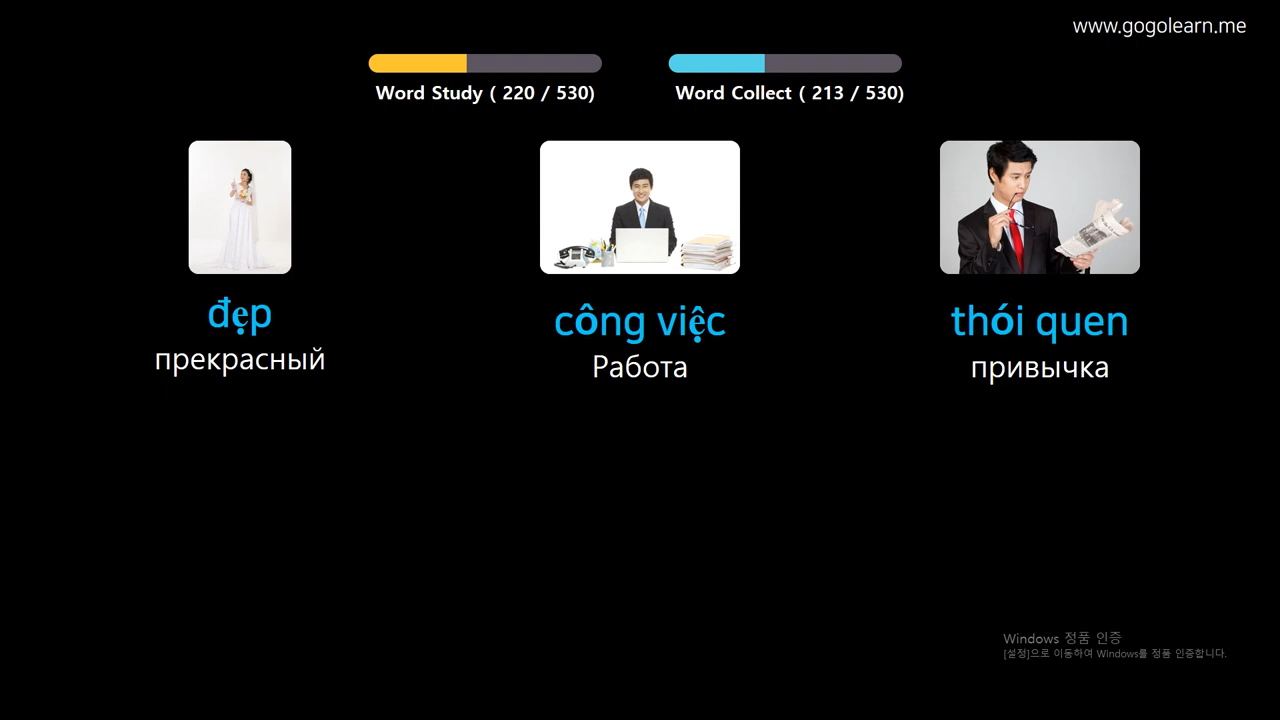 www.gogolearn.me
Word Study ( 220 / 530)
Word Collect ( 213 / 530)
đẹp
прекрасный
công việc
Работа
thói quen
привычка
Windows 정품 인증
[설정]으로 이동하여 Windows를 정품 인증합니다.